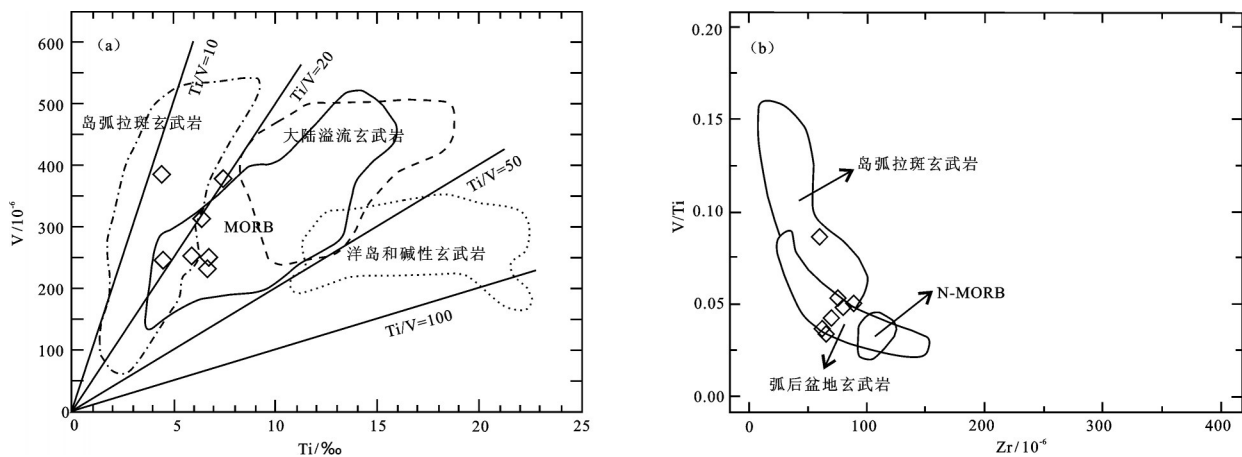 (a)
600
500
400
300
200
100
0
V/10⁻⁶
0
5
10
15
20
25
Ti/‰
Ti/V=10
Ti/V=20
Ti/V=50
Ti/V=100
岛弧拉斑玄武岩
大陆溢流玄武岩
MORB
洋岛和碱性玄武岩
(b)
0.20
0.15
0.10
0.05
0.00
V/Ti
0
100
200
300
400
Zr/10⁻⁶
岛弧拉斑玄武岩
N-MORB
弧后盆地玄武岩